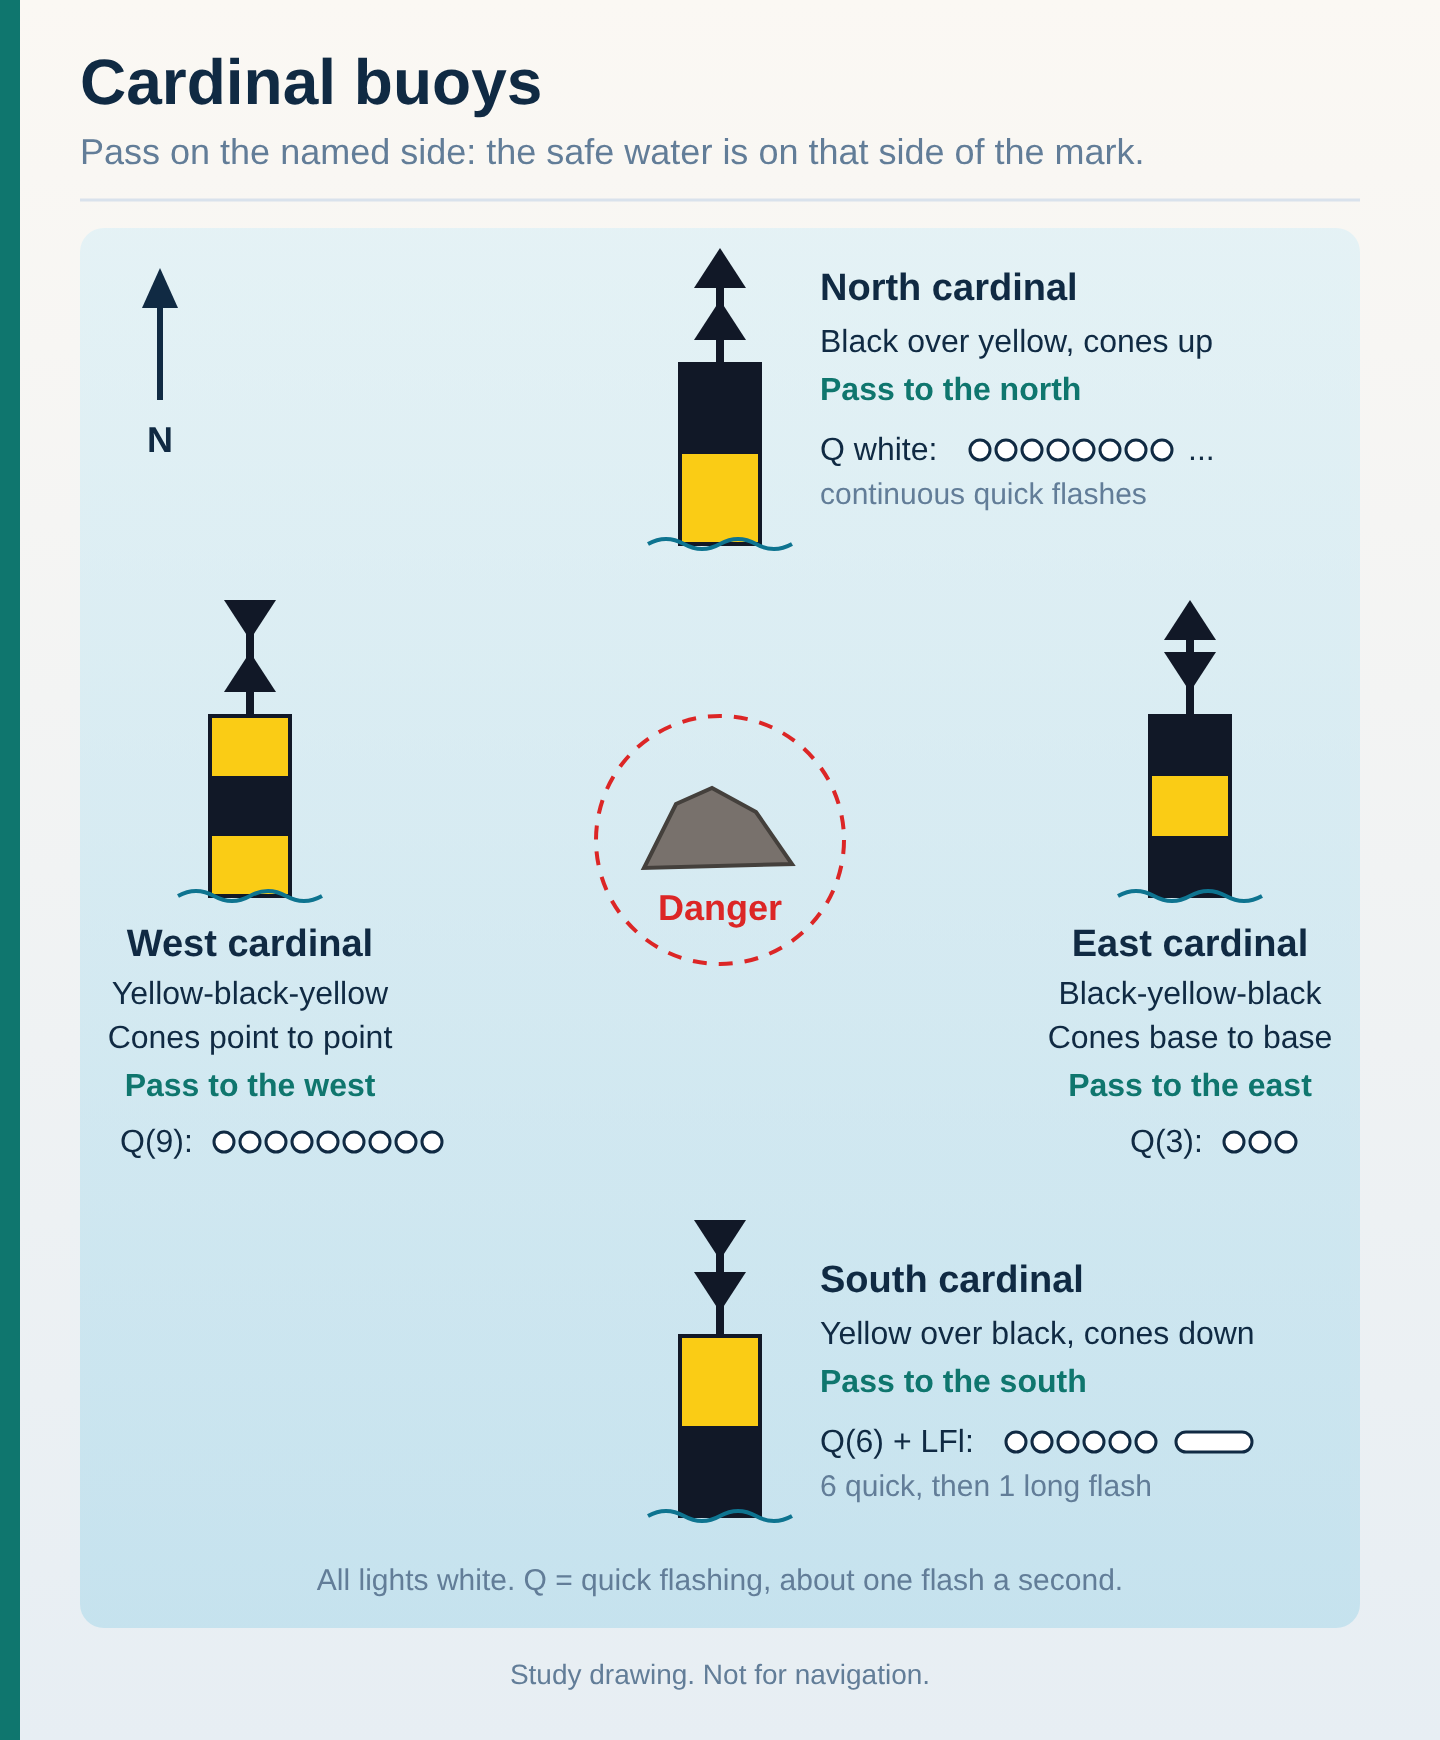 Cardinal buoys
Pass on the named side: the safe water is on that side of the mark.
N
North cardinal
Black over yellow, cones up
Pass to the north
Q white: ...
continuous quick flashes
West cardinal
Yellow-black-yellow
Cones point to point
Pass to the west
Q(9):
Danger
East cardinal
Black-yellow-black
Cones base to base
Pass to the east
Q(3):
South cardinal
Yellow over black, cones down
Pass to the south
Q(6) + LFl:
6 quick, then 1 long flash
All lights white. Q = quick flashing, about one flash a second.
Study drawing. Not for navigation.